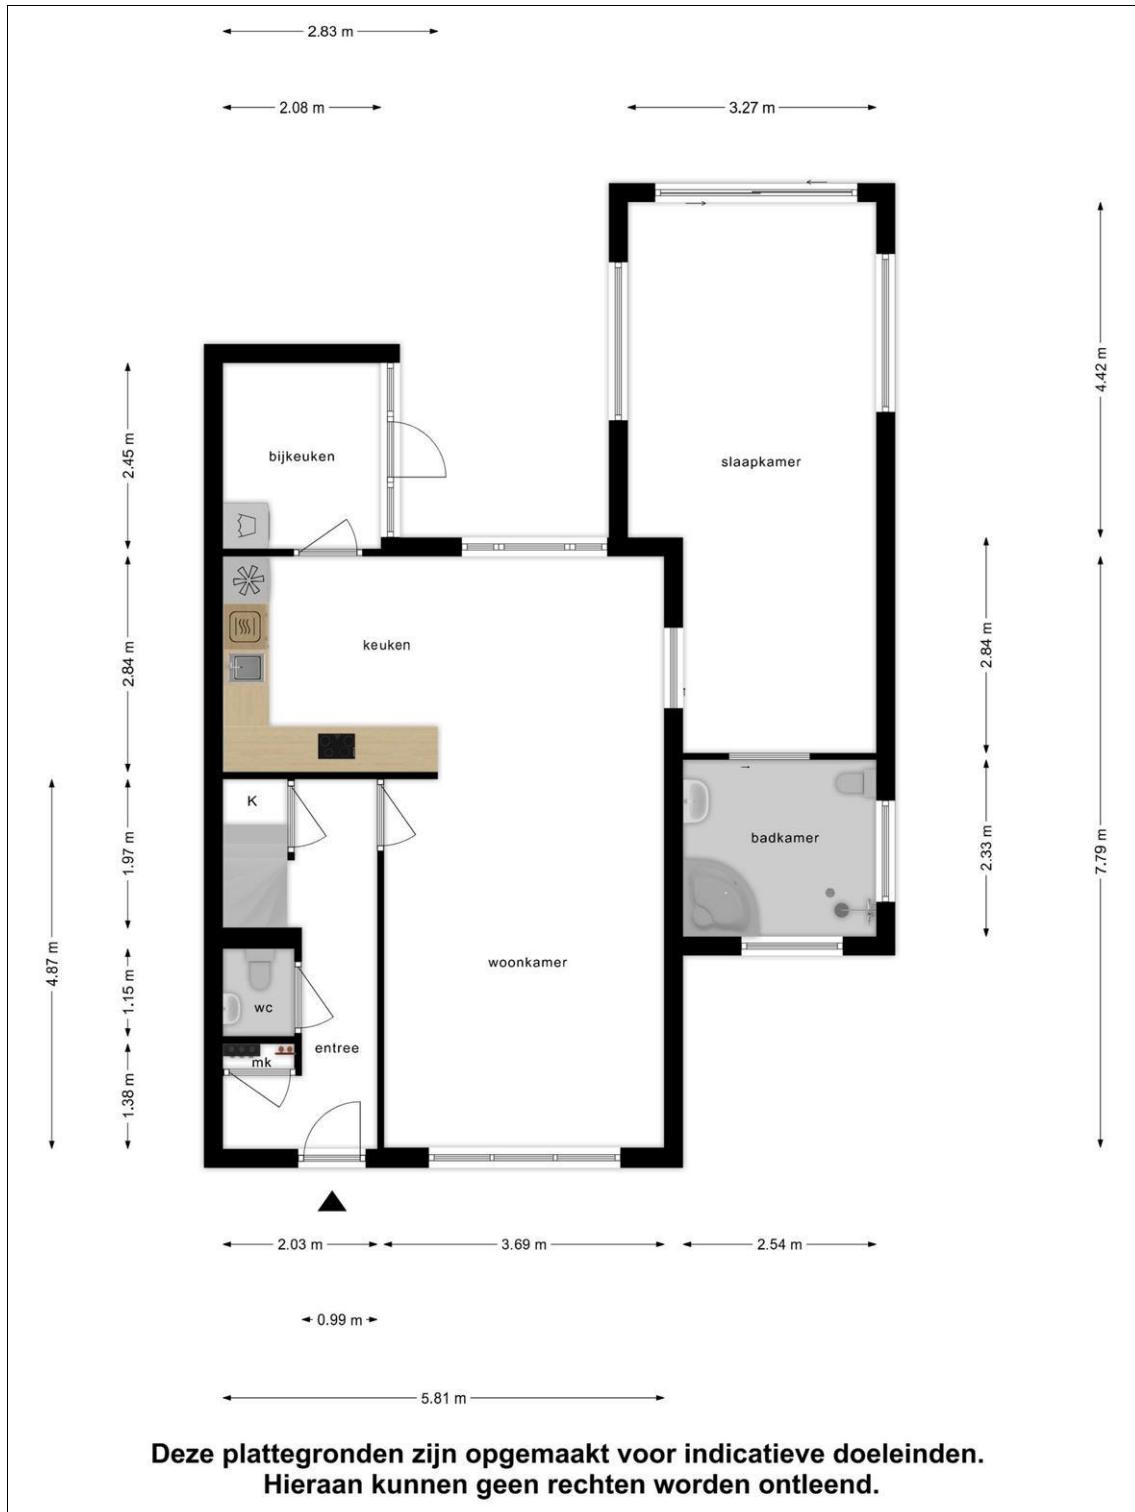 2.83 m
2.08 m
3.27 m
4.42 m
2.45 m
bijkeuken
slaapkamer
2.84 m
keuken
2.84 m
K
1.97 m
badkamer
2.33 m
7.79 m
4.87 m
woonkamer
1.15 m
wc
entree
mk
1.38 m
2.03 m
3.69 m
2.54 m
0.99 m
5.81 m
Deze plattegronden zijn opgemaakt voor indicatieve doeleinden.
Hieraan kunnen geen rechten worden ontleend.